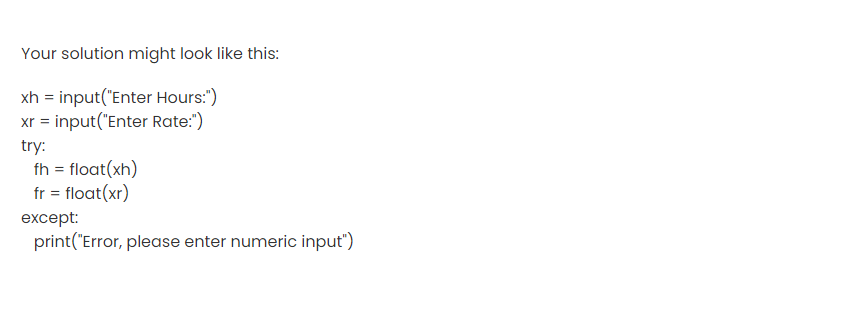 Your solution might look like this:
xh = input("Enter Hours:")
xr = input("Enter Rate:")
try:
  fh = float(xh)
  fr = float(xr)
except:
  print("Error, please enter numeric input")